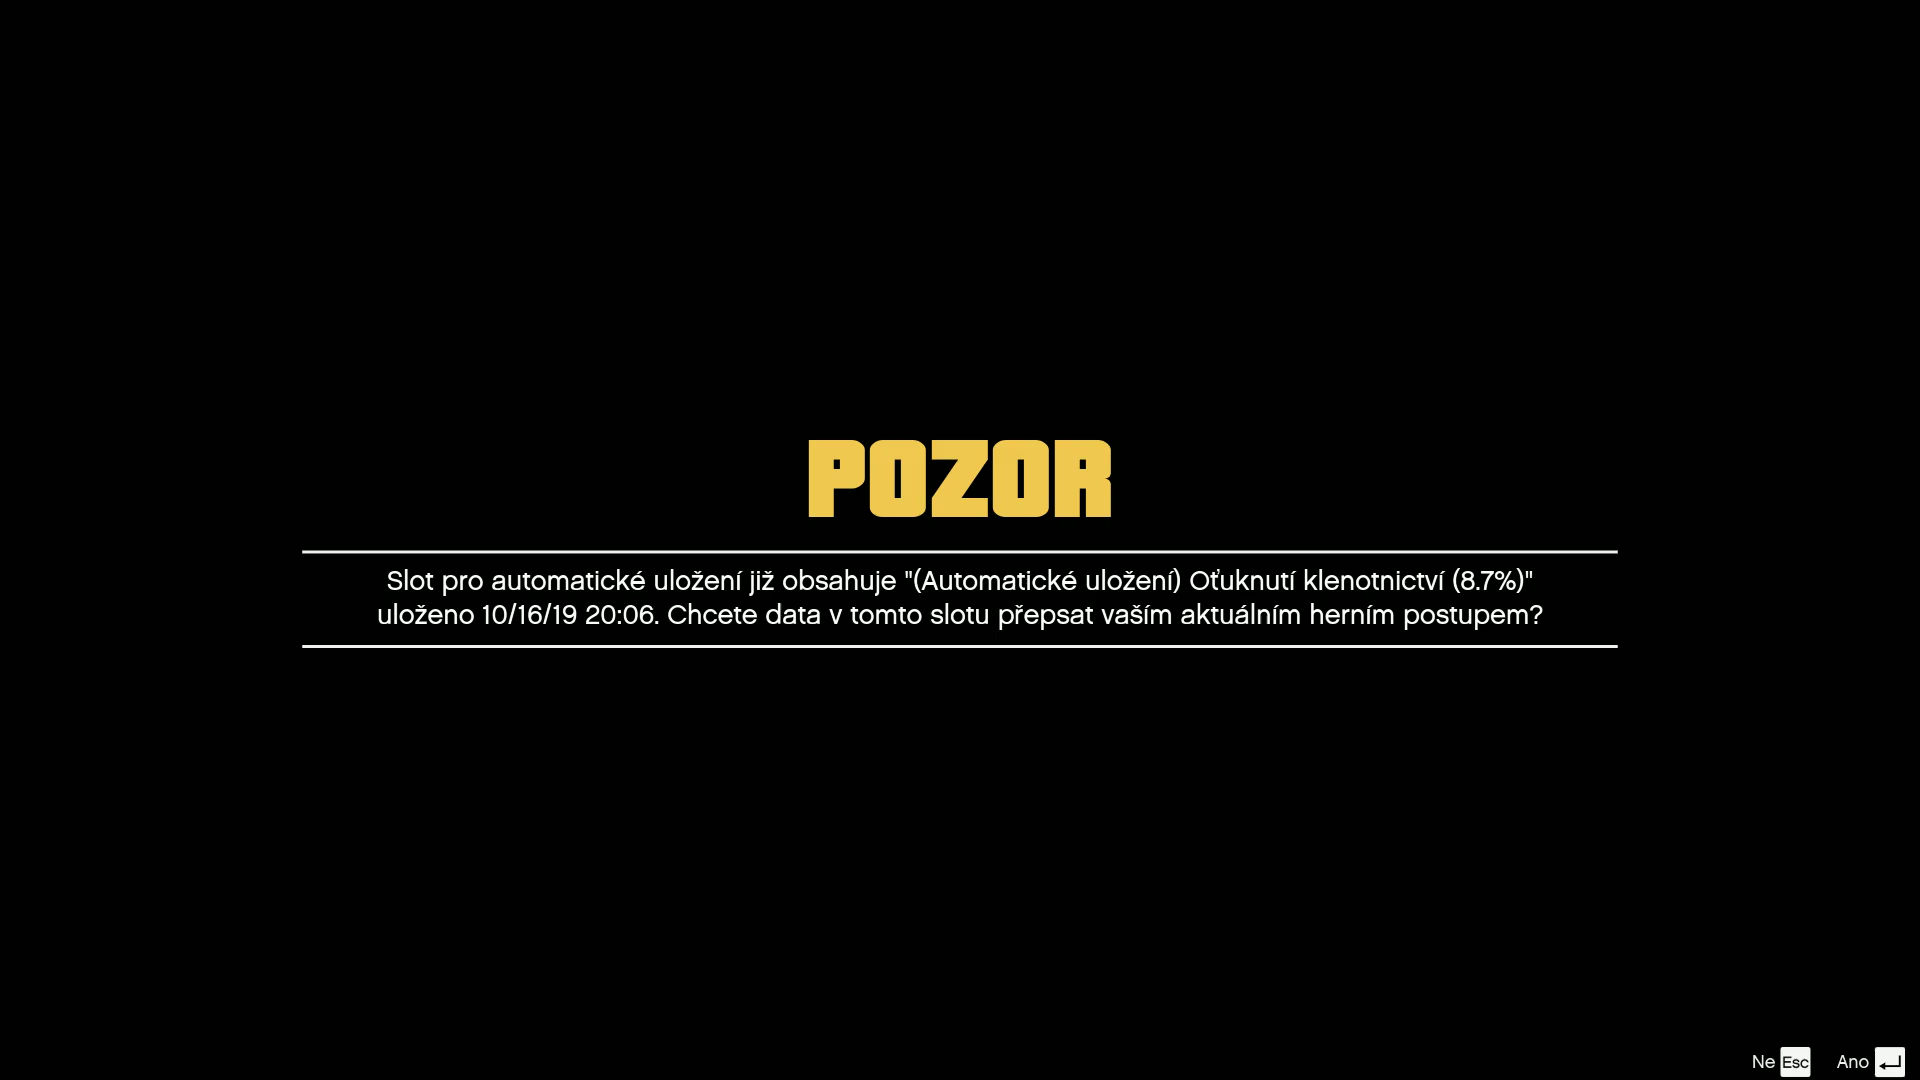 POZOR
Slot pro automatické uložení již obsahuje "(Automatické uložení) Oťuknutí klenotnictví (8.7%)"
uloženo 10/16/19 20:06. Chcete data v tomto slotu přepsat vaším aktuálním herním postupem?
Ne Esc Ano